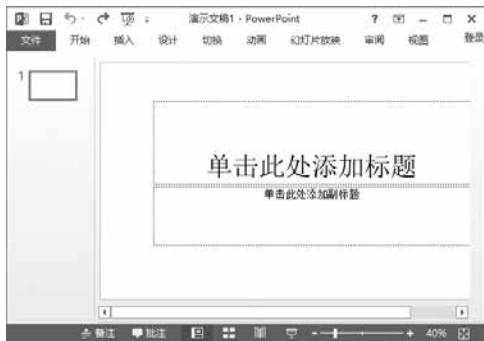 演示文稿1 - PowerPoint ?
文件 开始 插入 设计 切换 动画 幻灯片放映 审阅 视图 登录
1
单击此处添加标题
单击此处添加副标题
备注 批注 40%